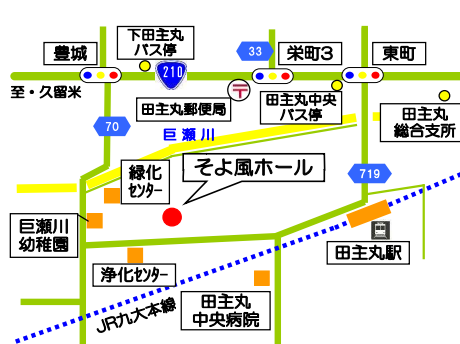 下田主丸
バス停
豊城
210
33
栄町3
東町
至・久留米
田主丸郵便局
〒
田主丸中央
バス停
田主丸
総合支所
70
巨瀬川
緑化
センター
そよ風ホール
719
巨瀬川
幼稚園
田主丸駅
浄化センター
JR九大本線
田主丸
中央病院